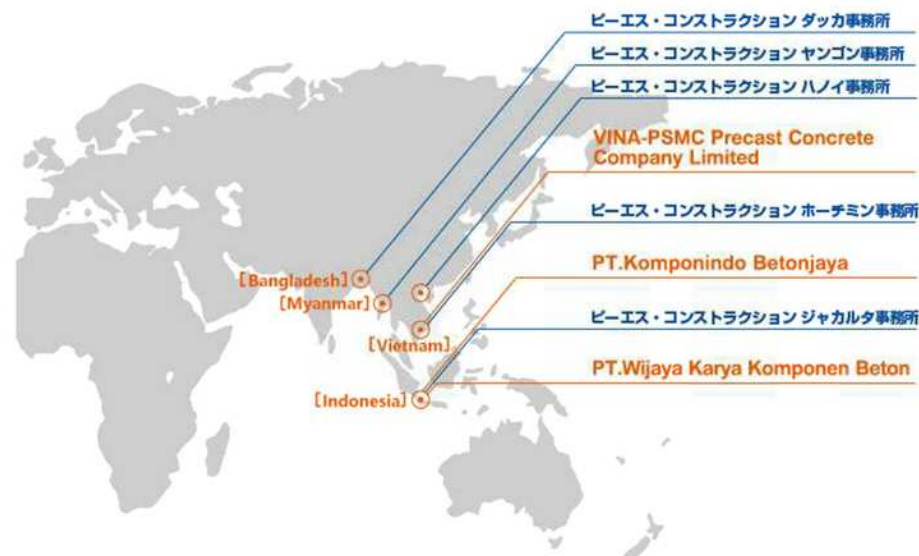 ピーエス・コンストラクション ダッカ事務所
ピーエス・コンストラクション ヤンゴン事務所
ピーエス・コンストラクション ハノイ事務所
VINA-PSMC Precast Concrete
Company Limited
ピーエス・コンストラクション ホーチミン事務所
PT.Komponindo Betonjaya
ピーエス・コンストラクション ジャカルタ事務所
PT.Wijaya Karya Komponen Beton
[Bangladesh]
[Myanmar]
[Vietnam]
[Indonesia]